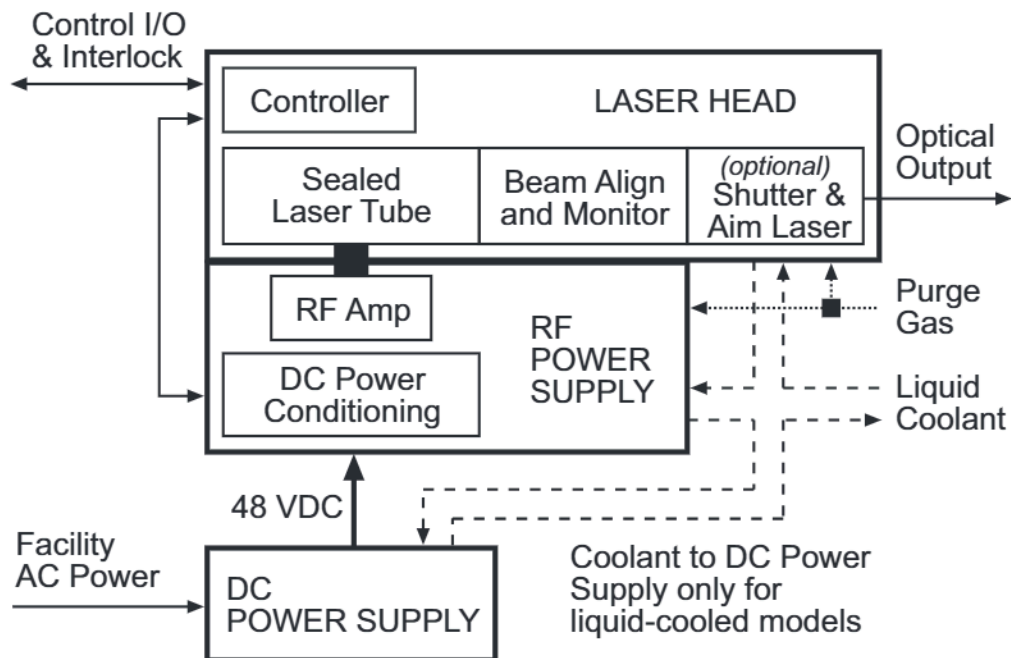 Control I/O
& Interlock
Controller
LASER HEAD
Optical
Output
Sealed
Laser Tube
Beam Align
and Monitor
(optional)
Shutter &
Aim Laser
RF Amp
RF
POWER
SUPPLY
Purge
Gas
DC Power
Conditioning
Liquid
Coolant
48 VDC
Facility
AC Power
DC
POWER SUPPLY
Coolant to DC Power
Supply only for
liquid-cooled models